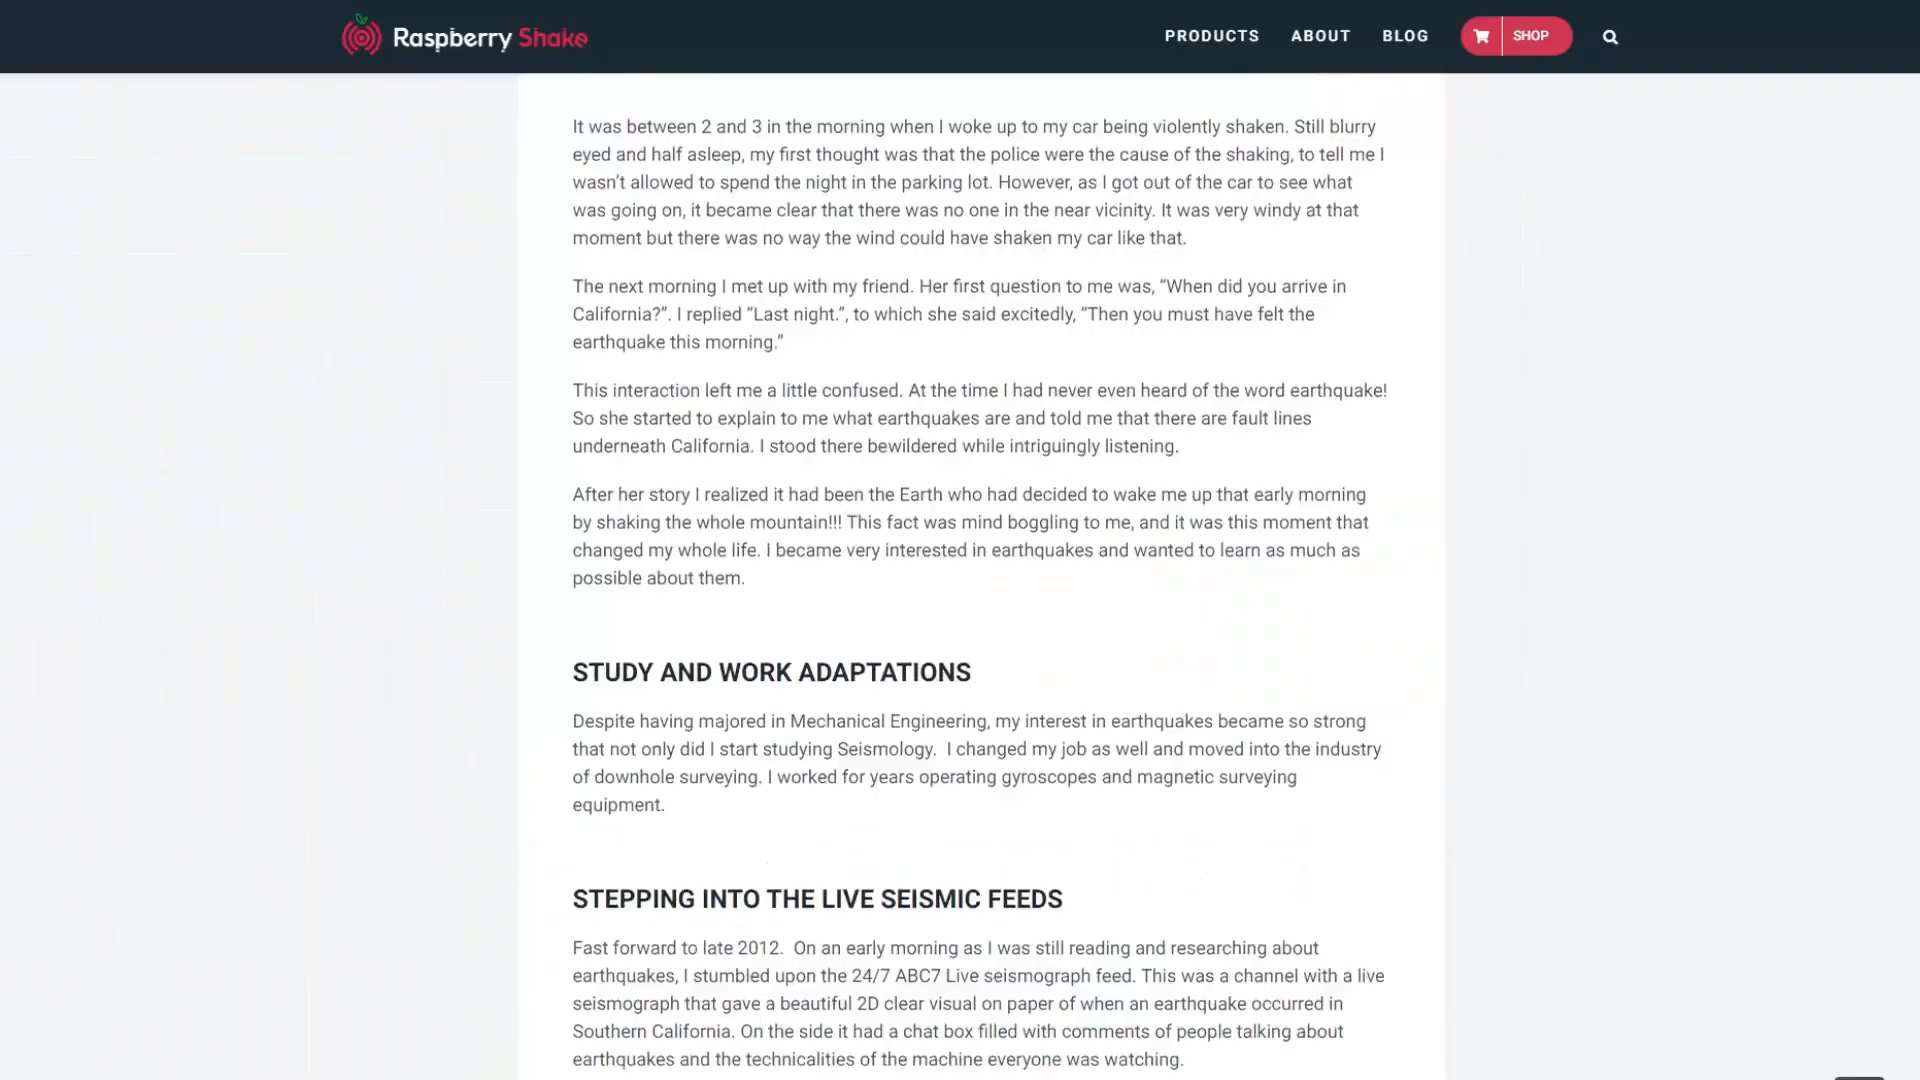 Raspberry Shake
PRODUCTS ABOUT BLOG SHOP
It was between 2 and 3 in the morning when I woke up to my car being violently shaken. Still blurry
eyed and half asleep, my first thought was that the police were the cause of the shaking, to tell me I
wasn’t allowed to spend the night in the parking lot. However, as I got out of the car to see what
was going on, it became clear that there was no one in the near vicinity. It was very windy at that
moment but there was no way the wind could have shaken my car like that.
The next morning I met up with my friend. Her first question to me was, “When did you arrive in
California?”. I replied “Last night.”, to which she said excitedly, “Then you must have felt the
earthquake this morning.”
This interaction left me a little confused. At the time I had never even heard of the word earthquake!
So she started to explain to me what earthquakes are and told me that there are fault lines
underneath California. I stood there bewildered while intriguingly listening.
After her story I realized it had been the Earth who had decided to wake me up that early morning
by shaking the whole mountain!!! This fact was mind boggling to me, and it was this moment that
changed my whole life. I became very interested in earthquakes and wanted to learn as much as
possible about them.
STUDY AND WORK ADAPTATIONS
Despite having majored in Mechanical Engineering, my interest in earthquakes became so strong
that not only did I start studying Seismology.  I changed my job as well and moved into the industry
of downhole surveying. I worked for years operating gyroscopes and magnetic surveying
equipment.
STEPPING INTO THE LIVE SEISMIC FEEDS
Fast forward to late 2012.  On an early morning as I was still reading and researching about
earthquakes, I stumbled upon the 24/7 ABC7 Live seismograph feed. This was a channel with a live
seismograph that gave a beautiful 2D clear visual on paper of when an earthquake occurred in
Southern California. On the side it had a chat box filled with comments of people talking about
earthquakes and the technicalities of the machine everyone was watching.